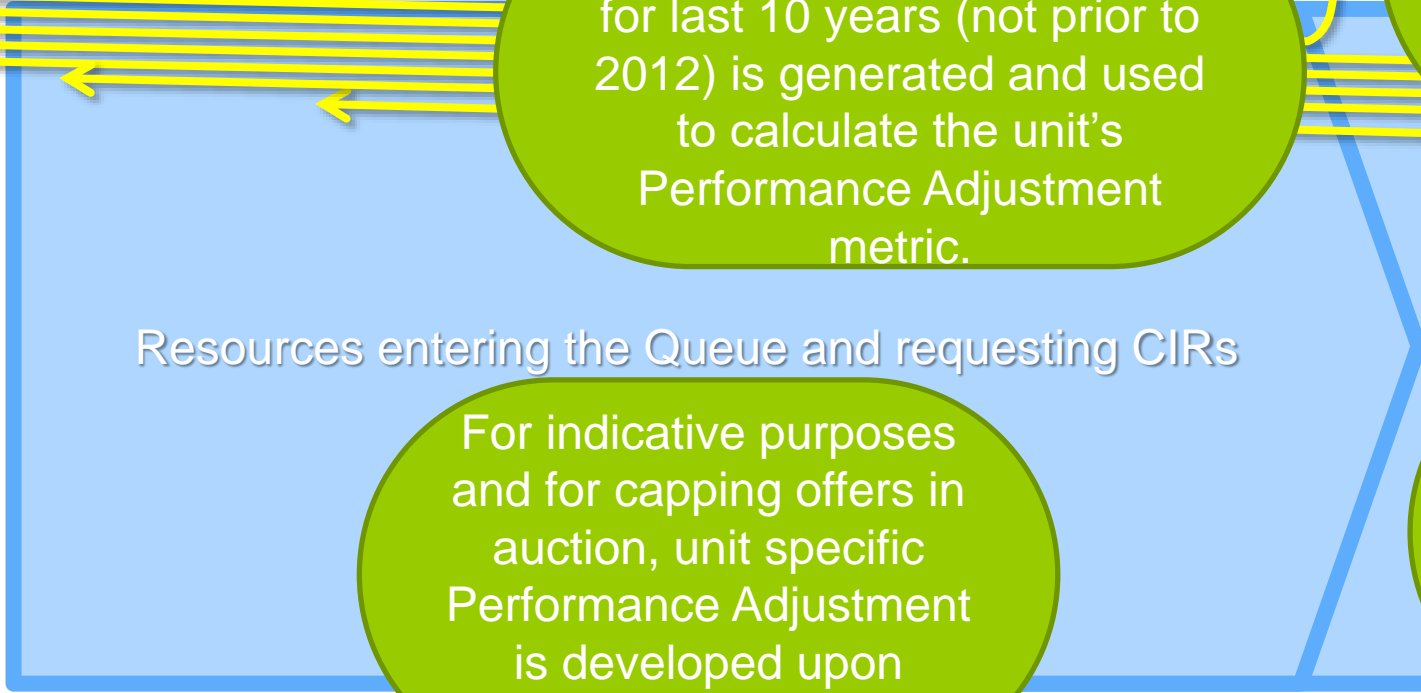 for last 10 years (not prior to
2012) is generated and used
to calculate the unit’s
Performance Adjustment
metric.
Resources entering the Queue and requesting CIRs
For indicative purposes
and for capping offers in
auction, unit specific
Performance Adjustment
is developed upon